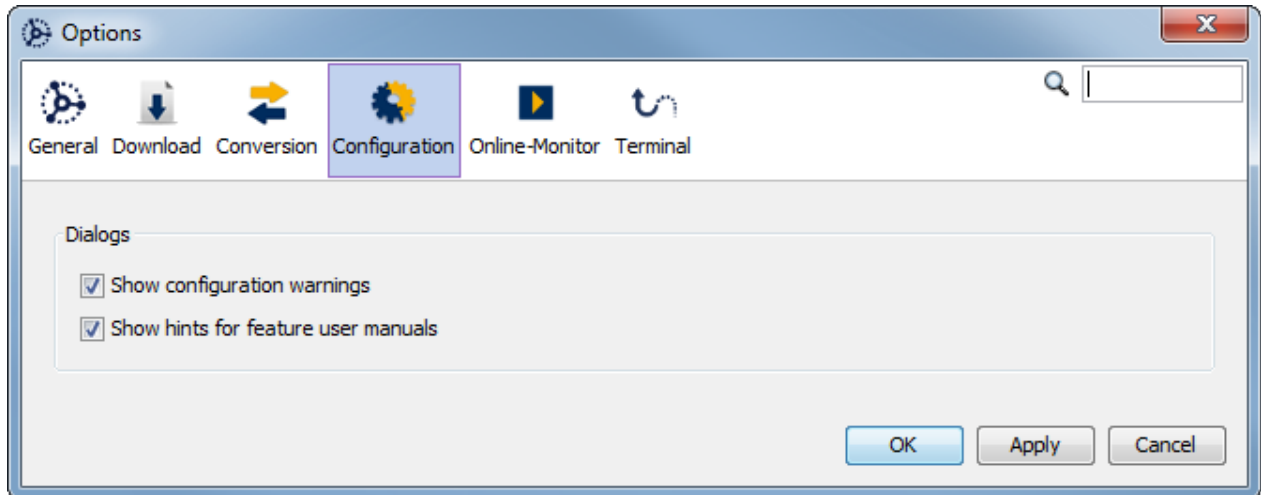 Options
General Download Conversion Configuration Online-Monitor Terminal
Dialogs
Show configuration warnings
Show hints for feature user manuals
OK Apply Cancel